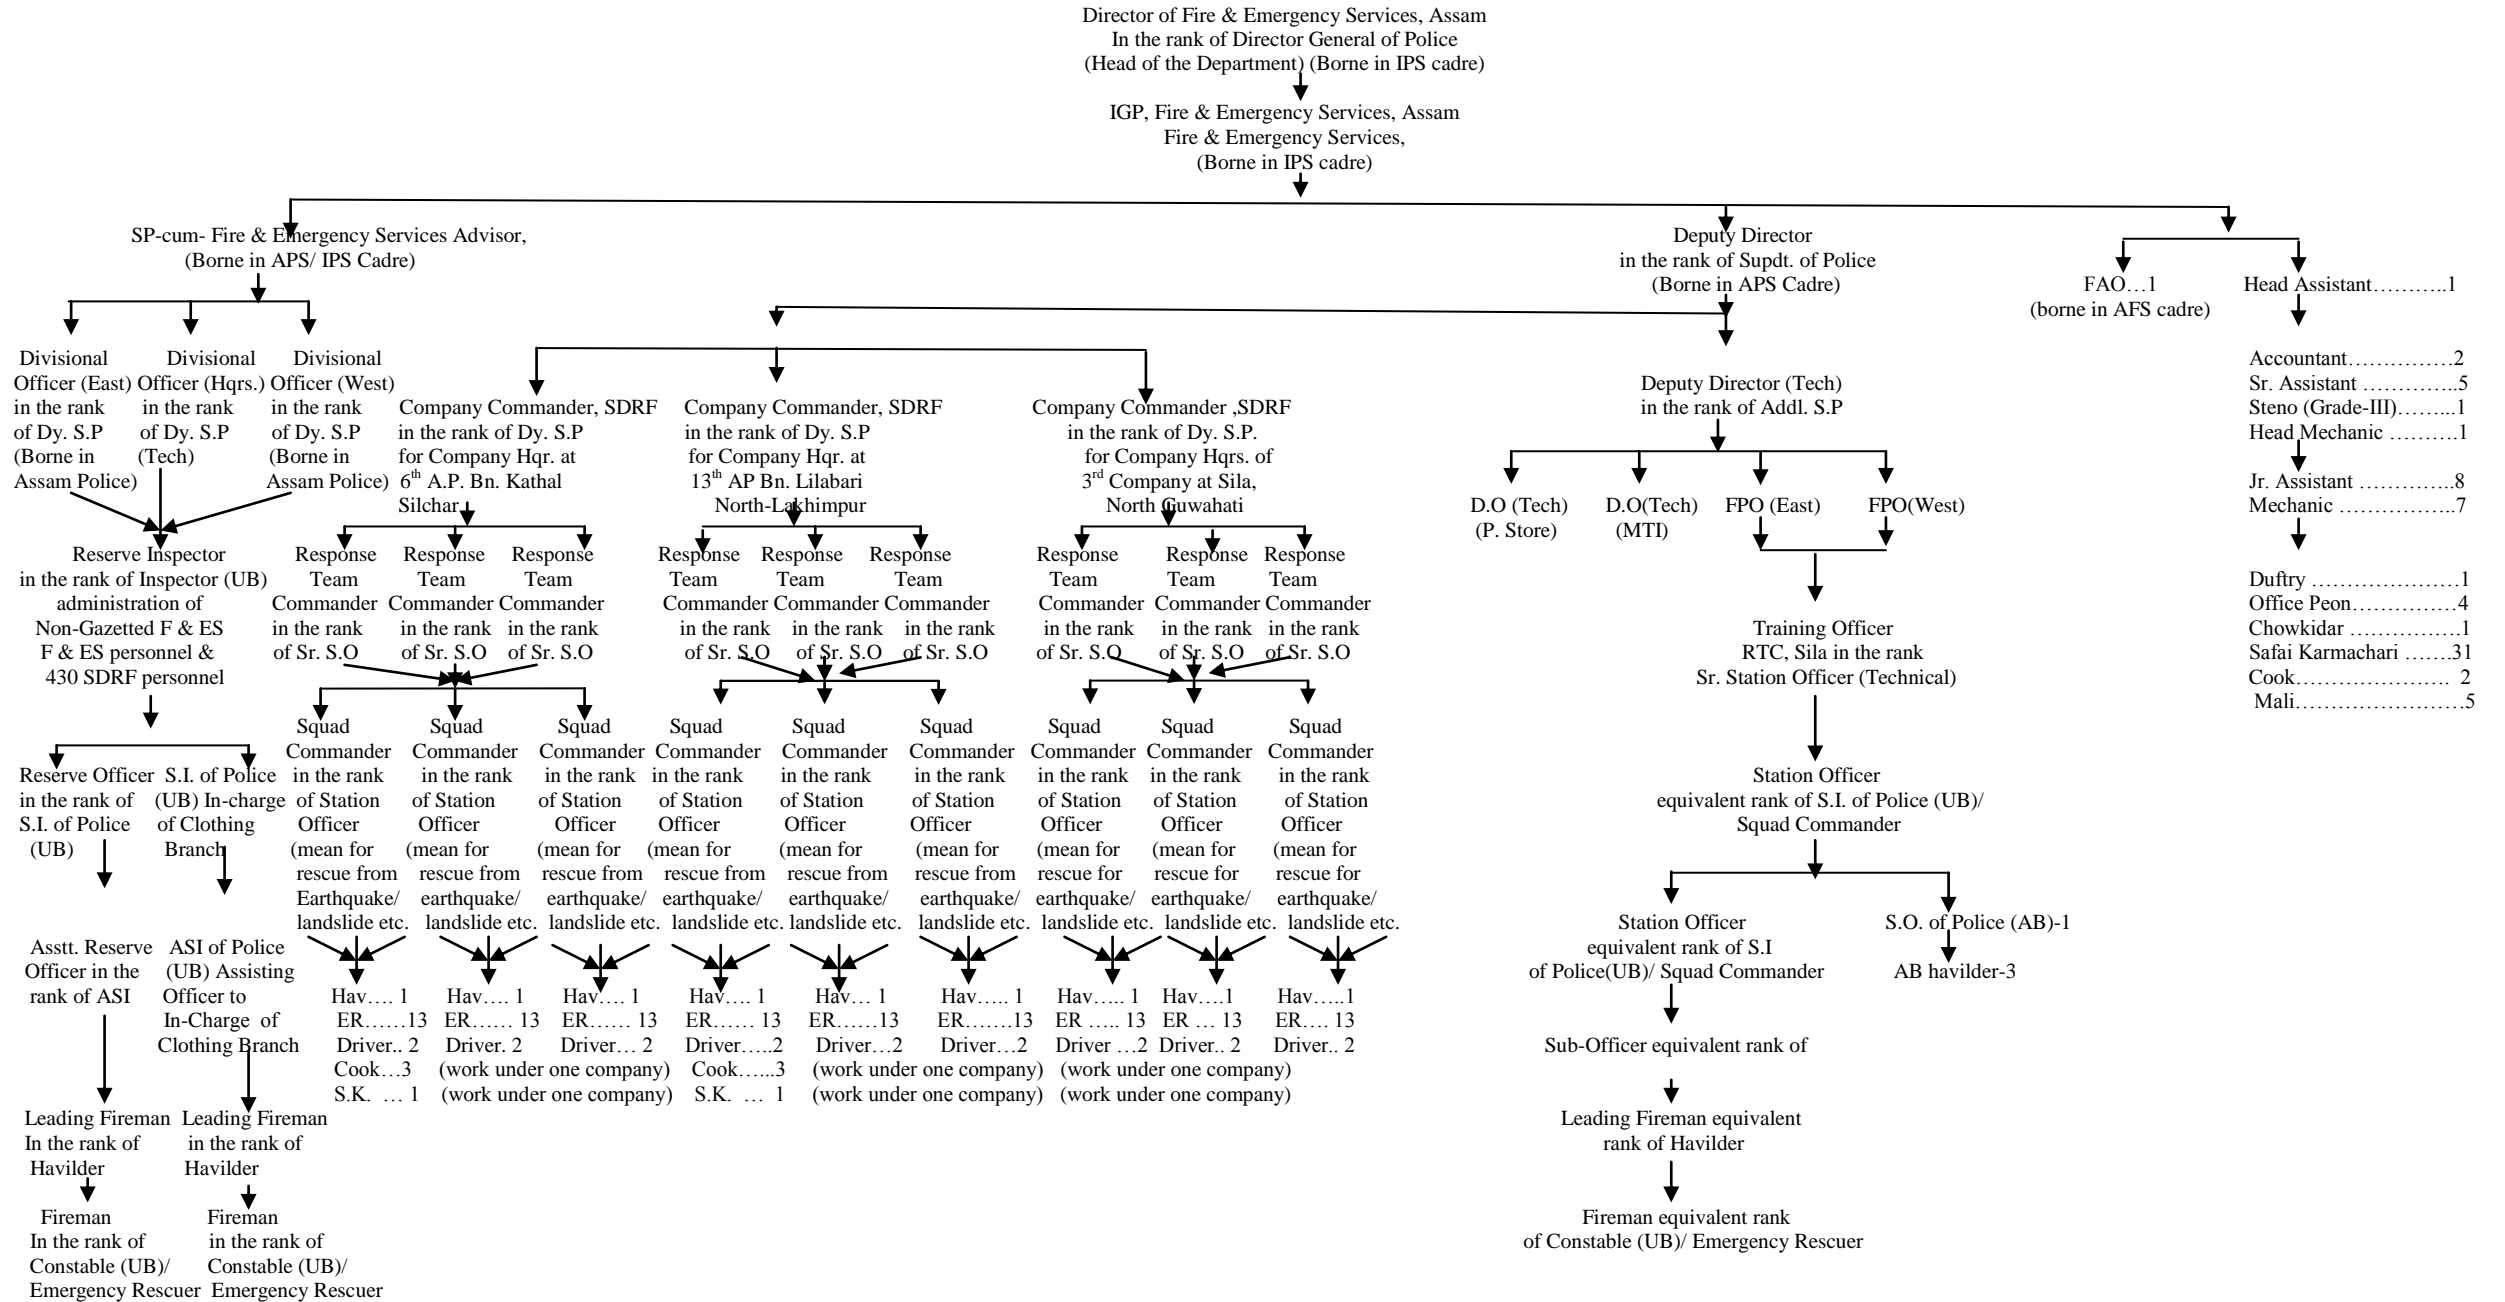 Director of Fire & Emergency Services, Assam
In the rank of Director General of Police
(Head of the Department) (Borne in IPS cadre)
IGP, Fire & Emergency Services, Assam
Fire & Emergency Services,
(Borne in IPS cadre)
SP-cum- Fire & Emergency Services Advisor,
(Borne in APS/ IPS Cadre)
Divisional
Officer (East)
in the rank
of Dy. S.P
(Borne in
Assam Police)
Divisional
Officer (Hqrs.)
in the rank
of Dy. S.P
(Tech)
Divisional
Officer (West)
in the rank
of Dy. S.P
(Borne in
Assam Police)
Reserve Inspector
in the rank of Inspector (UB)
administration of
Non-Gazetted F & ES
F & ES personnel &
430 SDRF personnel
Reserve Officer
in the rank of
S.I. of Police
(UB)
S.I. of Police
(UB) In-charge
of Clothing
Branch
Asstt. Reserve
Officer in the
rank of ASI
ASI of Police
(UB) Assisting
Officer to
In-Charge of
Clothing Branch
Leading Fireman
In the rank of
Havilder
Leading Fireman
in the rank of
Havilder
Fireman
In the rank of
Constable (UB)/
Emergency Rescuer
Fireman
in the rank of
Constable (UB)/
Emergency Rescuer
Deputy Director
in the rank of Supdt. of Police
(Borne in APS Cadre)
Company Commander, SDRF
in the rank of Dy. S.P
for Company Hqr. at
6th A.P. Bn. Kathal
Silchar
Company Commander, SDRF
in the rank of Dy. S.P
for Company Hqr. at
13th AP Bn. Lilabari
North-Lakhimpur
Company Commander ,SDRF
in the rank of Dy. S.P.
for Company Hqrs. of
3rd Company at Sila,
North Guwahati
Response
Team
Commander
in the rank
of Sr. S.O
Response
Team
Commander
in the rank
of Sr. S.O
Response
Team
Commander
in the rank
of Sr. S.O
Response
Team
Commander
in the rank
of Sr. S.O
Response
Team
Commander
in the rank
of Sr. S.O
Response
Team
Commander
in the rank
of Sr. S.O
Response
Team
Commander
in the rank
of Sr. S.O
Response
Team
Commander
in the rank
of Sr. S.O
Response
Team
Commander
in the rank
of Sr. S.O
Squad
Commander
in the rank
of Station
Officer
(mean for
rescue from
Earthquake/
landslide etc.
Squad
Commander
in the rank
of Station
Officer
(mean for
rescue from
earthquake/
landslide etc.
Squad
Commander
in the rank
of Station
Officer
(mean for
rescue from
earthquake/
landslide etc.
Squad
Commander
in the rank
of Station
Officer
(mean for
rescue from
earthquake/
landslide etc.
Squad
Commander
in the rank
of Station
Officer
(mean for
rescue from
earthquake/
landslide etc.
Squad
Commander
in the rank
of Station
Officer
(mean for
rescue from
earthquake/
landslide etc.
Squad
Commander
in the rank
of Station
Officer
(mean for
rescue for
earthquake/
landslide etc.
Squad
Commander
in the rank
of Station
Officer
(mean for
rescue for
earthquake/
landslide etc.
Squad
Commander
in the rank
of Station
Officer
(mean for
rescue for
earthquake/
landslide etc.
Hav…. 1
ER……13
Driver.. 2
Cook…3
S.K. … 1
Hav…. 1
ER…… 13
Driver. 2
Hav…. 1
ER…… 13
Driver… 2
(work under one company)
(work under one company)
Hav…. 1
ER…… 13
Driver…..2
Cook…...3
S.K. … 1
Hav… 1
ER……13
Driver…2
Hav….. 1
ER…….13
Driver…2
(work under one company)
(work under one company)
Hav….. 1
ER ….. 13
Driver …2
Hav….1
ER … 13
Driver.. 2
Hav…..1
ER…. 13
Driver.. 2
(work under one company)
(work under one company)
Deputy Director (Tech)
in the rank of Addl. S.P
D.O (Tech)
(P. Store)
D.O(Tech)
(MTI)
FPO (East)
FPO(West)
Training Officer
RTC, Sila in the rank
Sr. Station Officer (Technical)
Station Officer
equivalent rank of S.I. of Police (UB)/
Squad Commander
Station Officer
equivalent rank of S.I
of Police(UB)/ Squad Commander
S.O. of Police (AB)-1
AB havilder-3
Sub-Officer equivalent rank of
Leading Fireman equivalent
rank of Havilder
Fireman equivalent rank
of Constable (UB)/ Emergency Rescuer
FAO…1
(borne in AFS cadre)
Head Assistant………..1
Accountant……………2
Sr. Assistant …………..5
Steno (Grade-III)……...1
Head Mechanic ……….1
Jr. Assistant …………..8
Mechanic ……………..7
Duftry ………………….1
Office Peon…………….4
Chowkidar …………….1
Safai Karmachari …….31
Cook…………………. 2
Mali…………………….5